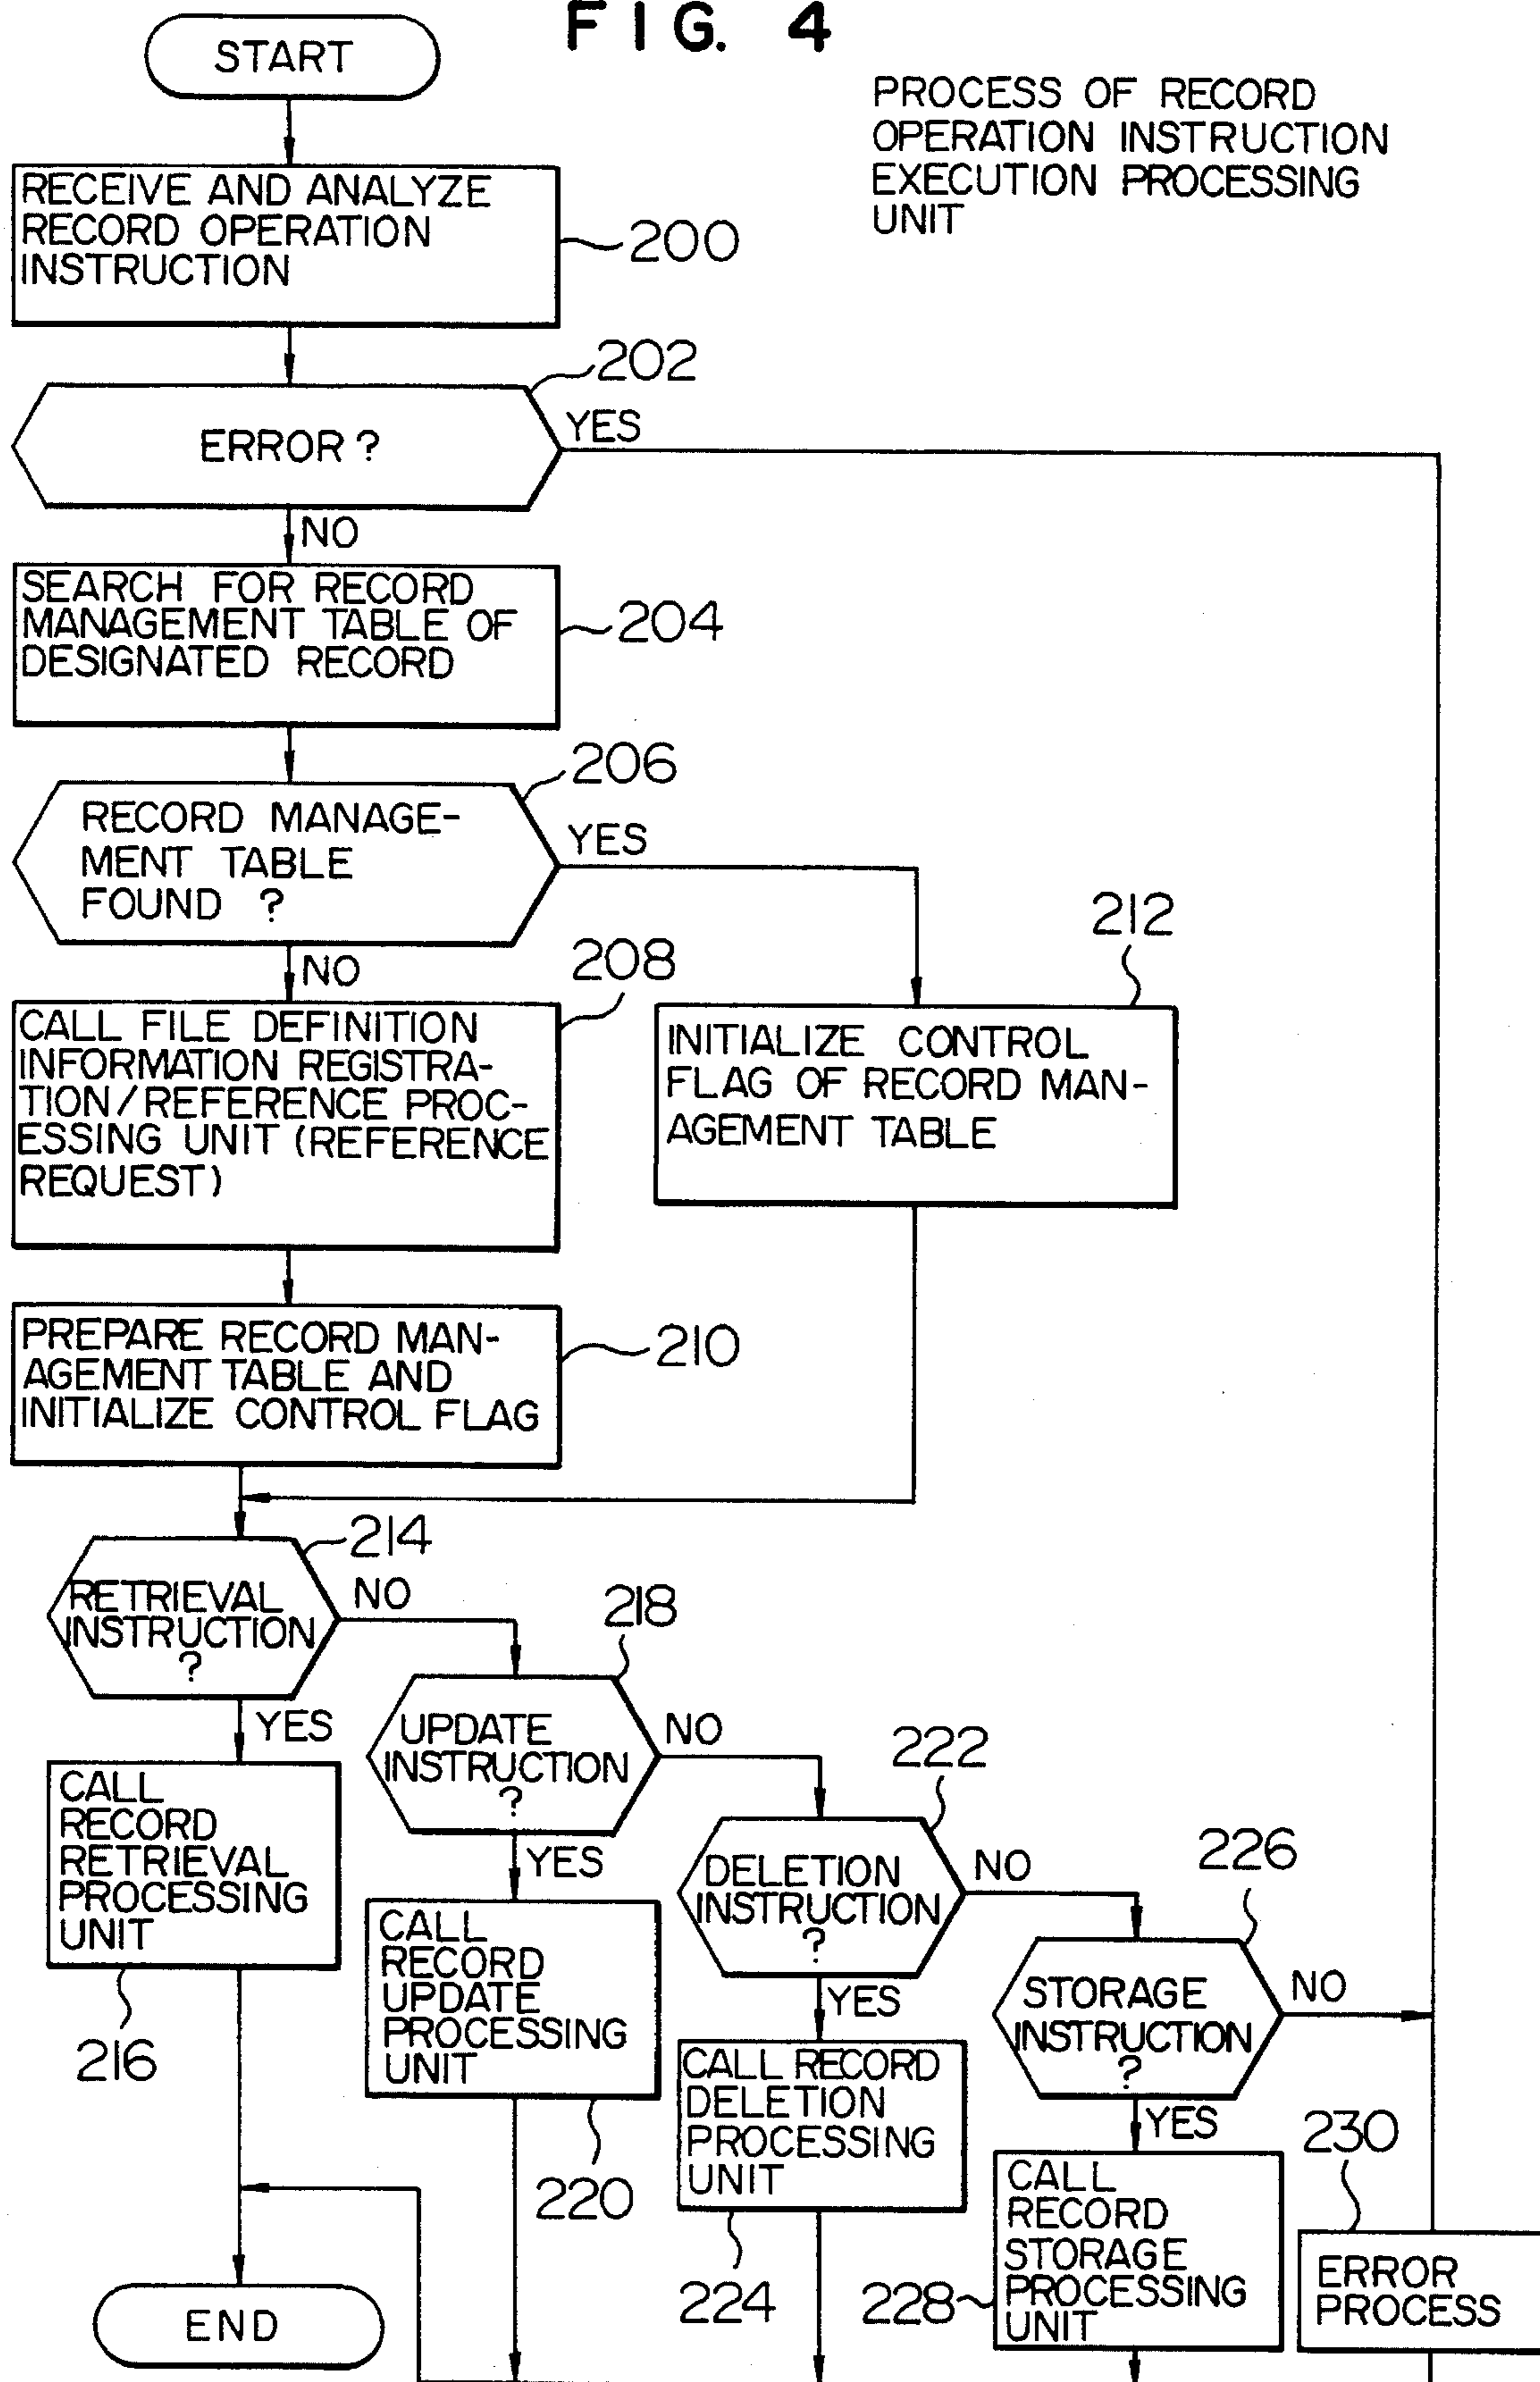 FIG. 4
START
PROCESS OF RECORD
OPERATION INSTRUCTION
EXECUTION PROCESSING
UNIT
RECEIVE AND ANALYZE
RECORD OPERATION
INSTRUCTION
200
202
ERROR?
YES
NO
SEARCH FOR RECORD
MANAGEMENT TABLE OF
DESIGNATED RECORD
204
206
RECORD MANAGE-
MENT TABLE
FOUND ?
YES
NO
208
212
CALL FILE DEFINITION
INFORMATION REGISTRA-
TION/REFERENCE PROC-
ESSING UNIT (REFERENCE
REQUEST)
INITIALIZE CONTROL
FLAG OF RECORD MAN-
AGEMENT TABLE
PREPARE RECORD MAN-
AGEMENT TABLE AND
INITIALIZE CONTROL FLAG
210
214
RETRIEVAL
INSTRUCTION
?
NO
YES
218
UPDATE
INSTRUCTION
?
NO
YES
222
DELETION
INSTRUCTION
?
NO
YES
226
STORAGE
INSTRUCTION
?
NO
YES
CALL
RECORD
RETRIEVAL
PROCESSING
UNIT
216
CALL
RECORD
UPDATE
PROCESSING
UNIT
220
CALL RECORD
DELETION
PROCESSING
UNIT
224
CALL
RECORD
STORAGE
PROCESSING
UNIT
228
230
ERROR
PROCESS
END